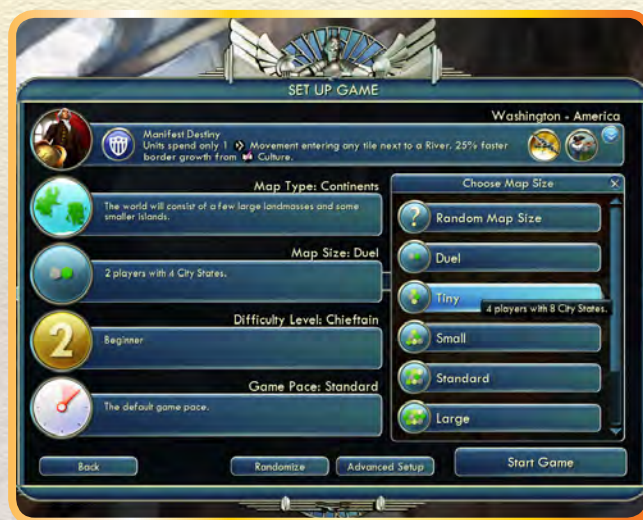 SET UP GAME
Washington - America
Manifest Destiny
Units spend only 1 Movement entering any tile next to a River. 25% faster
border growth from Culture.
Map Type: Continents
The world will consist of a few large landmasses and some
smaller islands.
Map Size: Duel
2 players with 4 City States.
Difficulty Level: Chieftain
2
Beginner
Game Pace: Standard
The default game pace.
Choose Map Size
X
?
Random Map Size
Duel
Tiny
4 players with 8 City States.
Small
Standard
Large
Back
Randomize
Advanced Setup
Start Game